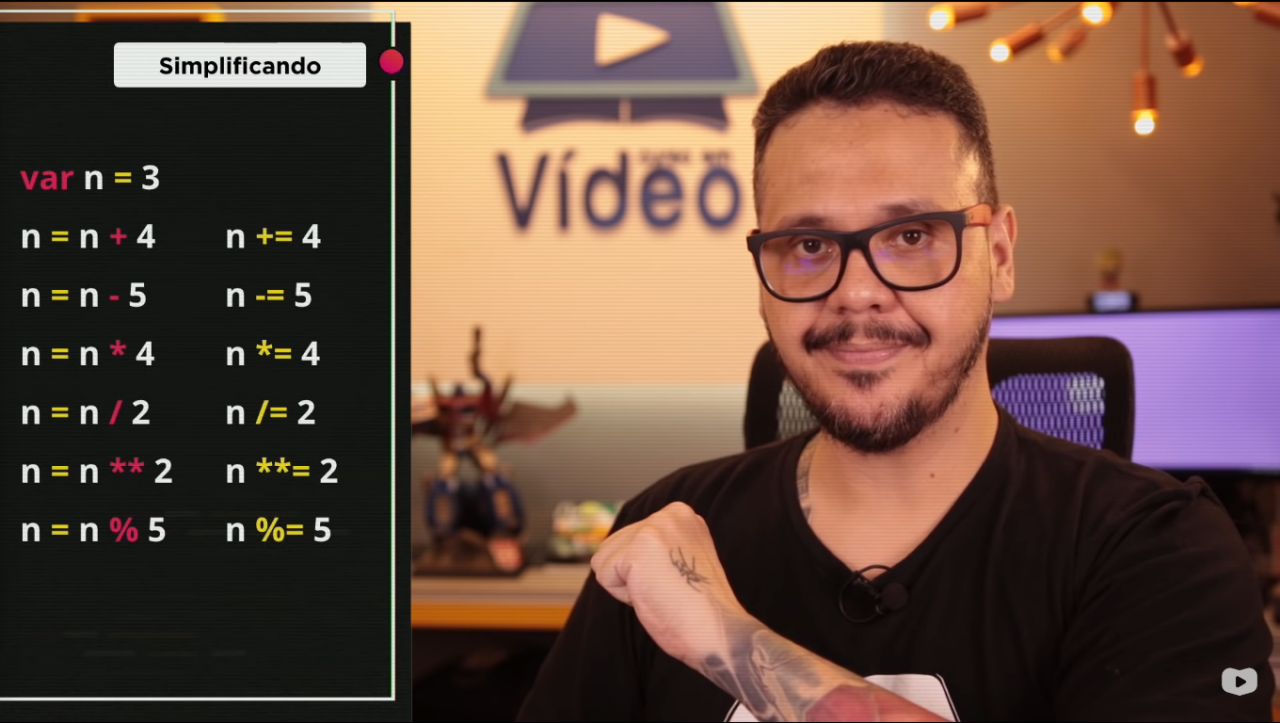 Simplificando
var n = 3
n = n + 4 n += 4
n = n - 5 n -= 5
n = n * 4 n *= 4
n = n / 2 n /= 2
n = n ** 2 n **= 2
n = n % 5 n %= 5
Vídeo